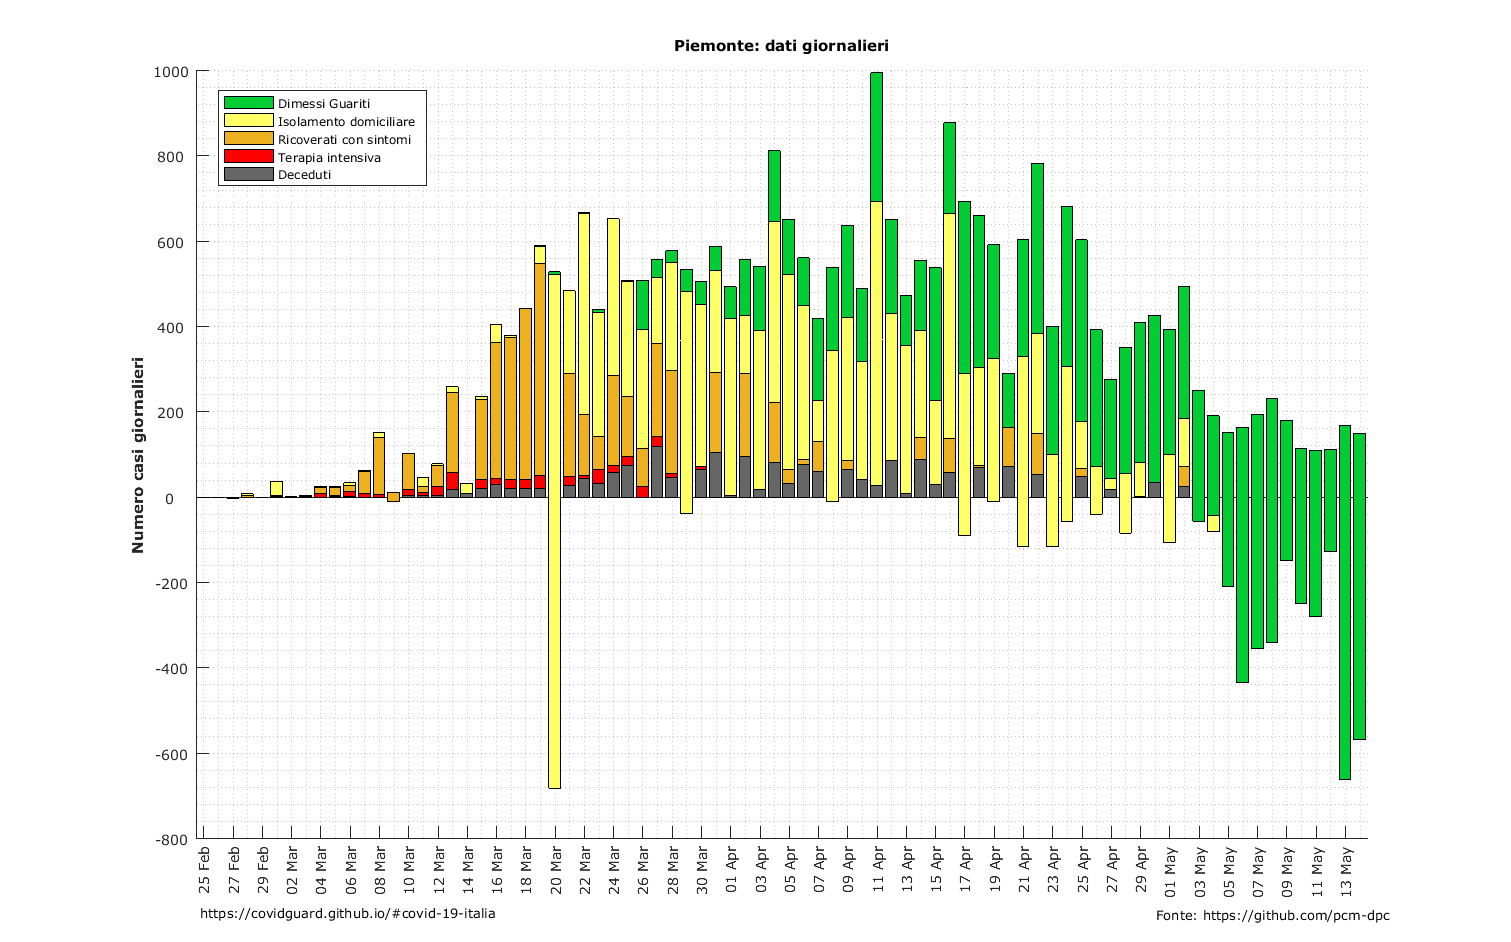 Piemonte: dati giornalieri
Dimessi Guariti
Isolamento domiciliare
Ricoverati con sintomi
Terapia intensiva
Deceduti
Numero casi giornalieri
1000
800
600
400
200
0
-200
-400
-600
-800
25 Feb
27 Feb
29 Feb
02 Mar
04 Mar
06 Mar
08 Mar
10 Mar
12 Mar
14 Mar
16 Mar
18 Mar
20 Mar
22 Mar
24 Mar
26 Mar
28 Mar
30 Mar
01 Apr
03 Apr
05 Apr
07 Apr
09 Apr
11 Apr
13 Apr
15 Apr
17 Apr
19 Apr
21 Apr
23 Apr
25 Apr
27 Apr
29 Apr
01 May
03 May
05 May
07 May
09 May
11 May
13 May
https://covidguard.github.io/#covid-19-italia
Fonte: https://github.com/pcm-dpc